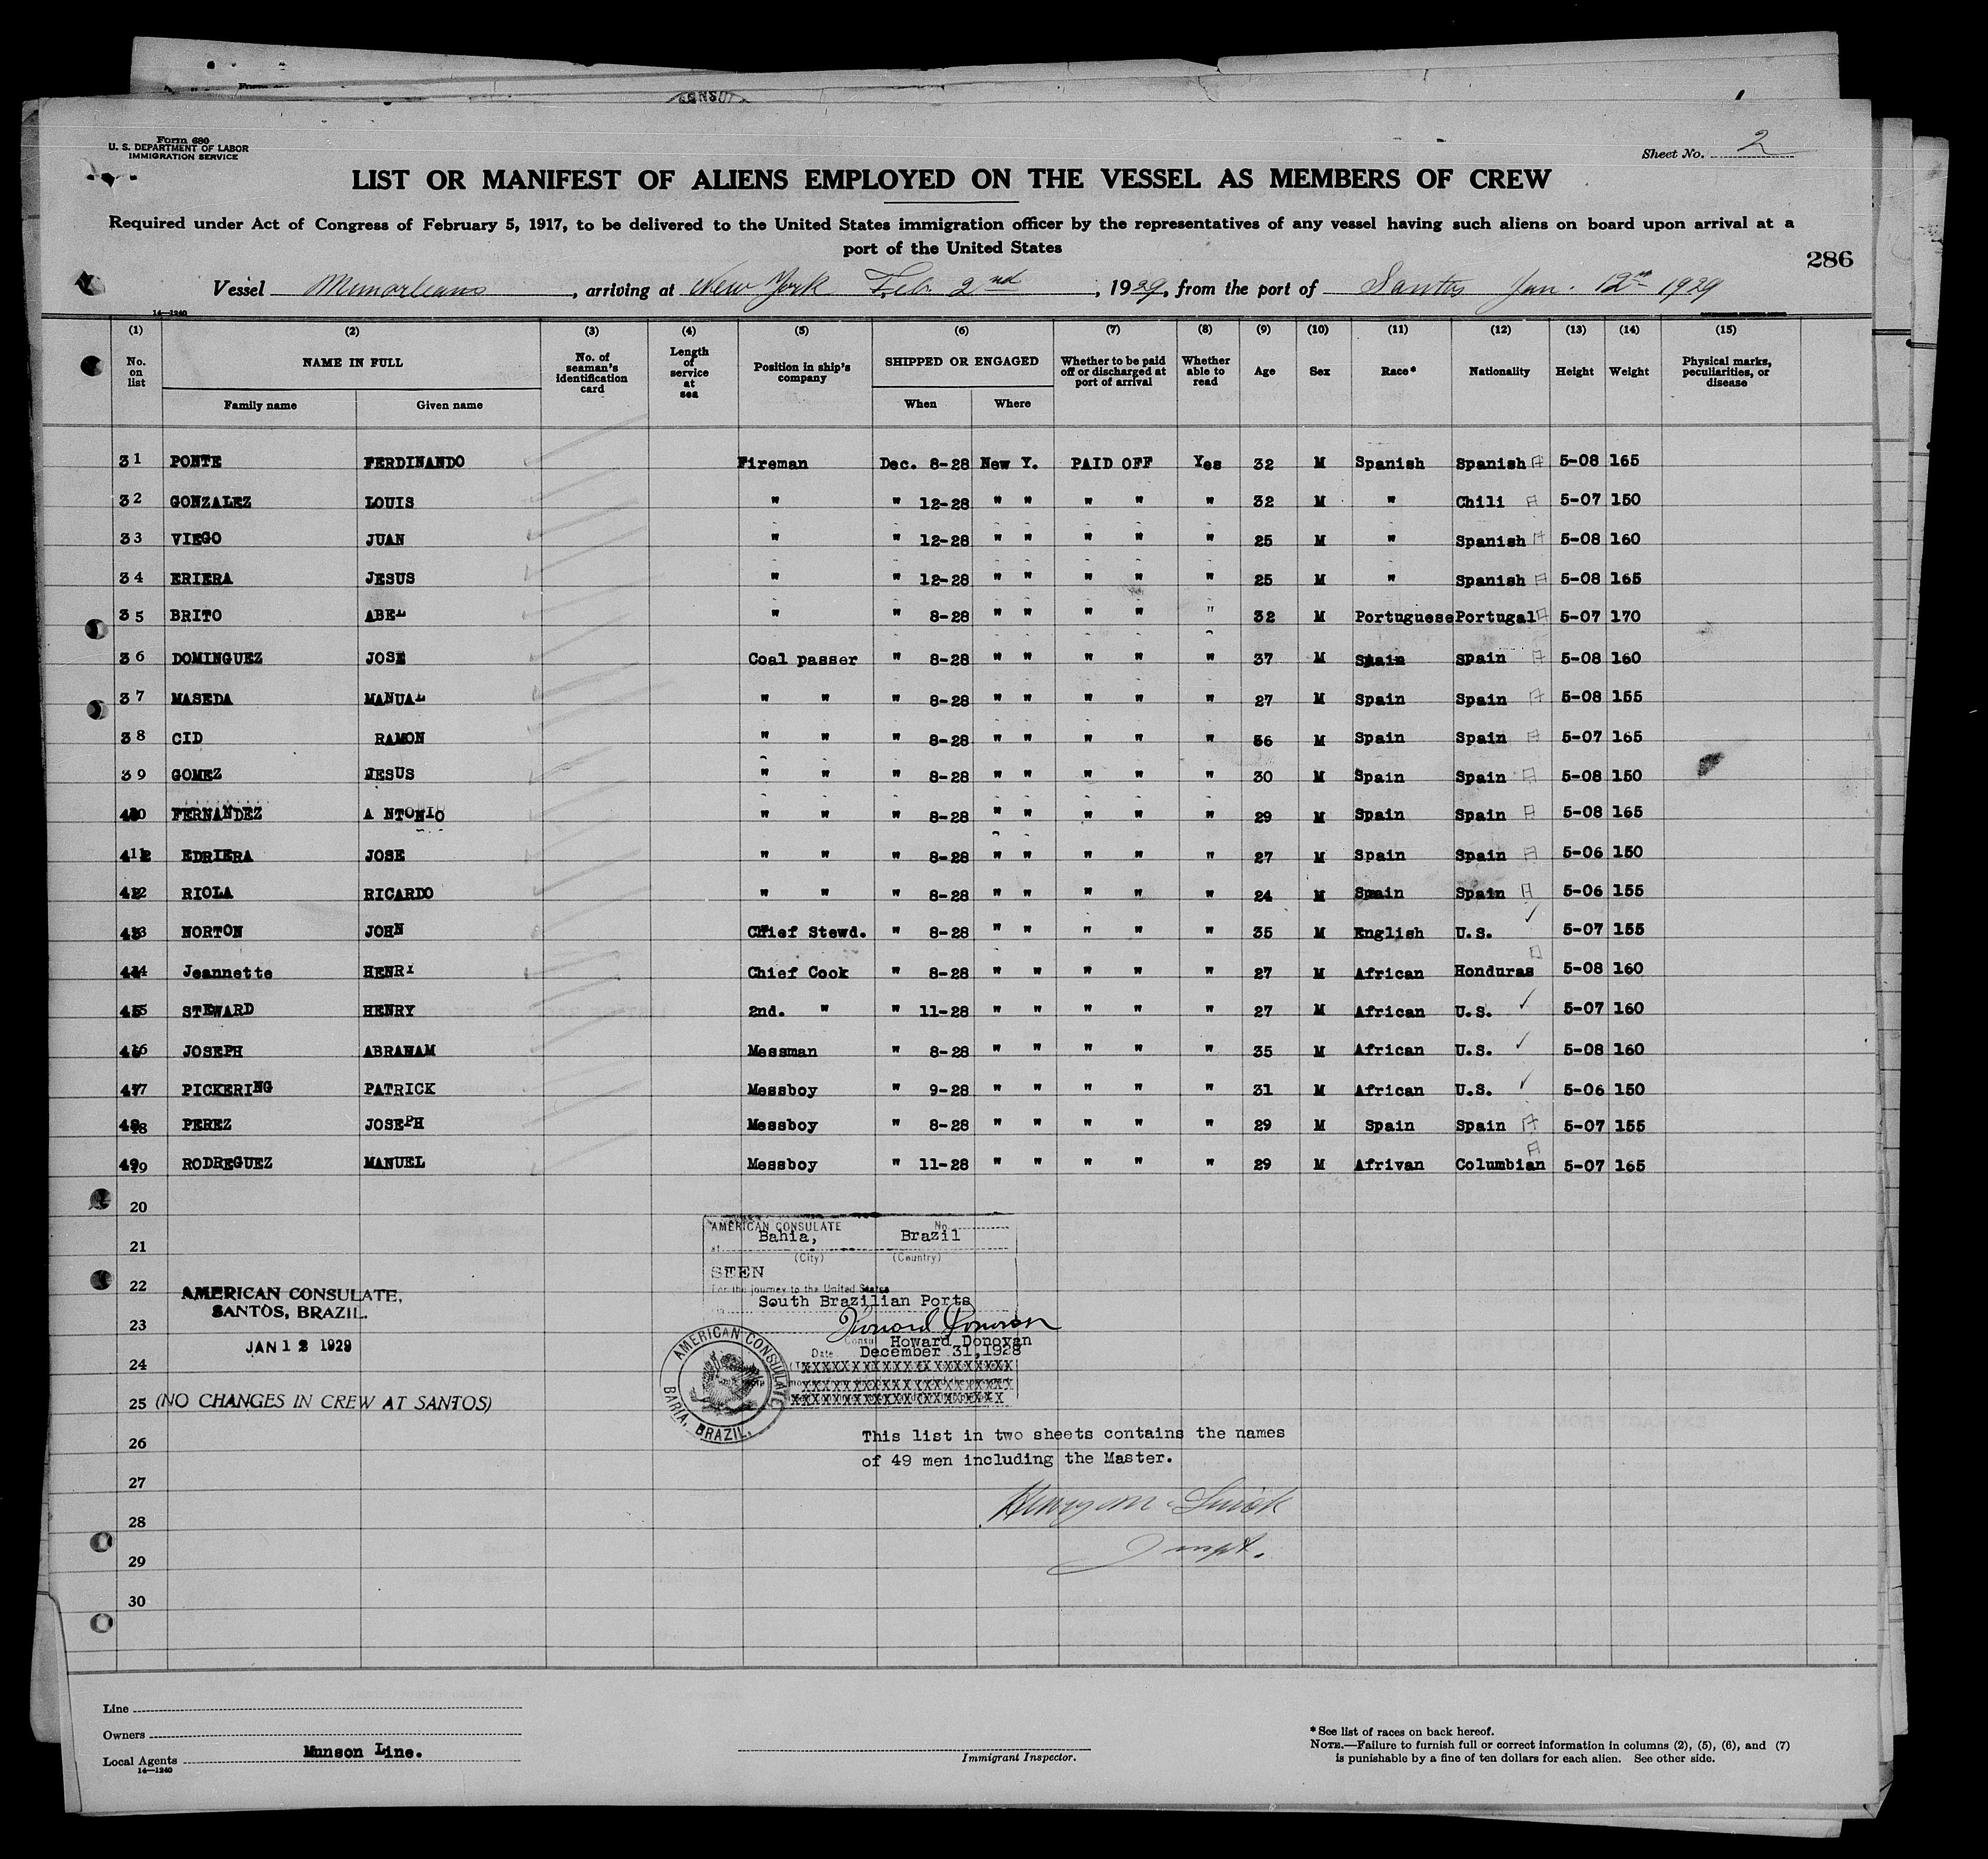 Form 680
U. S. DEPARTMENT OF LABOR
IMMIGRATION SERVICE
Sheet No. 2
LIST OR MANIFEST OF ALIENS EMPLOYED ON THE VESSEL AS MEMBERS OF CREW
Required under Act of Congress of February 5, 1917, to be delivered to the United States immigration officer by the representatives of any vessel having such aliens on board upon arrival at a
port of the United States
286
Vessel Munorleans, arriving at New York Feb. 2nd, 1929, from the port of Santos Jan. 12th 1929
14—1240
(1) (2) (3) (4) (5) (6) (7) (8) (9) (10) (11) (12) (13) (14) (15)
No. on list NAME IN FULL No. of seaman's identification card Length of service at sea Position in ship's company SHIPPED OR ENGAGED Whether to be paid off or discharged at port of arrival Whether able to read Age Sex Race* Nationality Height Weight Physical marks, peculiarities, or disease
Family name Given name When Where
31 PONTE FERDINANDO Fireman Dec. 8-28 New Y. PAID OFF Yes 32 M Spanish Spanish 5-08 165
32 GONZALEZ LOUIS " " 12-28 " " " " " 32 M " Chili 5-07 150
33 VIEGO JUAN " " 12-28 " " " " " 25 M " Spanish 5-08 160
34 ERIERA JESUS " " 12-28 " " " " " 25 M " Spanish 5-08 165
35 BRITO ABEL " " 8-28 " " " " " 32 M Portuguese Portugal 5-07 170
36 DOMINGUEZ JOSE Coal passer " 8-28 " " " " " 37 M Spain Spain 5-08 160
37 MASEDA MANUAL " " " 8-28 " " " " " 27 M Spain Spain 5-08 155
38 CID RAMON " " " 8-28 " " " " " 36 M Spain Spain 5-07 165
39 GOMEZ JESUS " " " 8-28 " " " " " 30 M Spain Spain 5-08 150
40 FERNANDEZ A NTONIO " " " 8-28 " " " " " 29 M Spain Spain 5-08 165
41 EDRIERA JOSE " " " 8-28 " " " " " 27 M Spain Spain 5-06 150
42 RIOLA RICARDO " " " 8-28 " " " " " 24 M Spain Spain 5-06 155
43 NORTON JOHN Chief Stewd. " 8-28 " " " " " 35 M English U.S. 5-07 155
44 Jeannette HENRY Chief Cook " 8-28 " " " " " 27 M African Honduras 5-08 160
45 STEWARD HENRY 2nd. " " 11-28 " " " " " 27 M African U.S. 5-07 160
46 JOSEPH ABRAHAM Messman " 8-28 " " " " " 35 M African U.S. 5-08 160
47 PICKERING PATRICK Messboy " 9-28 " " " " " 31 M African U.S. 5-06 150
48 PEREZ JOSEPH Messboy " 8-28 " " " " " 29 M Spain Spain 5-07 155
49 RODREGUEZ MANUEL Messboy " 11-28 " " " " " 29 M Afrivan Columbian 5-07 165
20
21
22
23
24
25
26
27
28
29
30
AMERICAN CONSULATE No.
at Bahia, Brazil
(City) (Country)
SEEN
For the journey to the United States
South Brazilian Ports
Howard Donovan
Consul Howard Donovan
Date December 31, 1928
AMERICAN CONSULATE
BAHIA, BRAZIL.
AMERICAN CONSULATE,
SANTOS, BRAZIL.
JAN 12 1929
(NO CHANGES IN CREW AT SANTOS)
This list in two sheets contains the names
of 49 men including the Master.
Line
Owners
Local Agents Munson Line.
14—1240
Immigrant Inspector.
* See list of races on back hereof.
NOTE.—Failure to furnish full or correct information in columns (2), (5), (6), and (7)
is punishable by a fine of ten dollars for each alien. See other side.